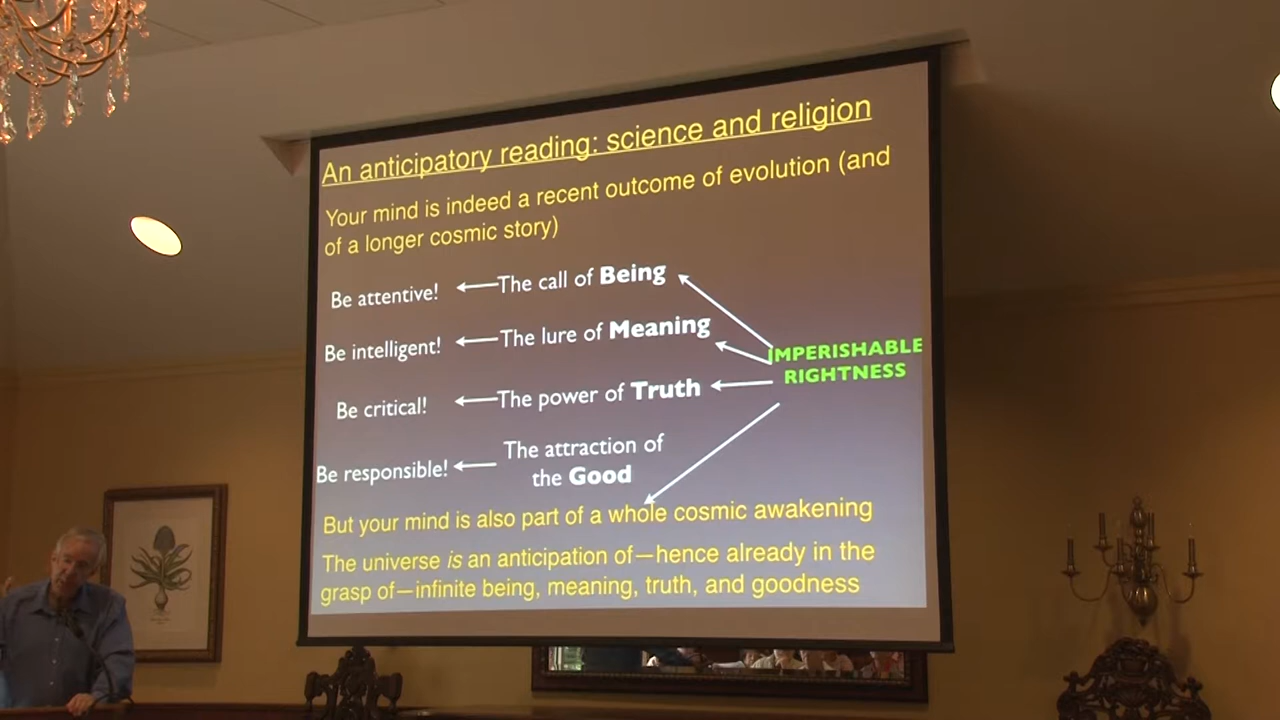 An anticipatory reading: science and religion
Your mind is indeed a recent outcome of evolution (and
of a longer cosmic story)
Be attentive! The call of Being
Be intelligent! The lure of Meaning
IMPERISHABLE
RIGHTNESS
Be critical! The power of Truth
Be responsible! The attraction of
the Good
But your mind is also part of a whole cosmic awakening
The universe is an anticipation of—hence already in the
grasp of—infinite being, meaning, truth, and goodness